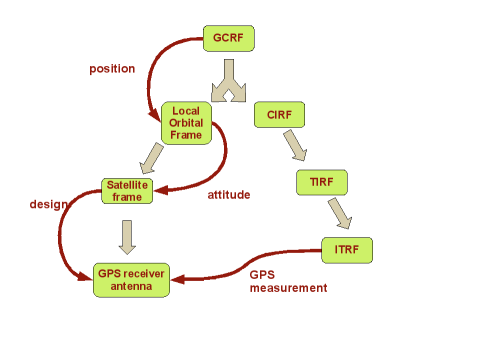 GCRF
position
Local
Orbital
Frame
CIRF
Satellite
frame
attitude
TIRF
design
ITRF
GPS receiver
antenna
GPS
measurement